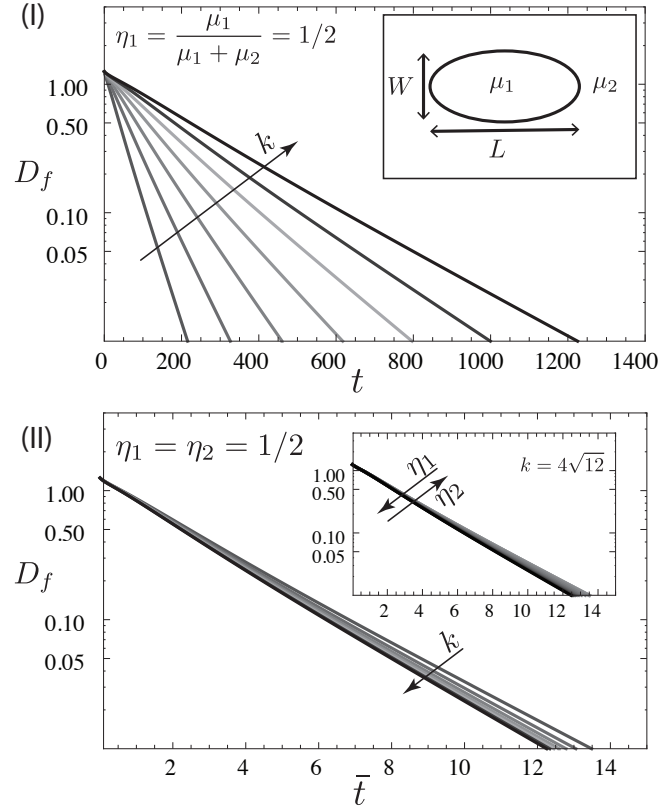 (I)
η₁ = μ₁/(μ₁ + μ₂) = 1/2
W
μ₁
μ₂
L
1.00
0.50
0.10
0.05
D_f
k
0 200 400 600 800 1000 1200 1400
t
(II)
η₁ = η₂ = 1/2
k = 4√12
η₁
η₂
1.00
0.50
0.10
0.05
2 4 6 8 10 12 14
1.00
0.50
0.10
0.05
D_f
k
2 4 6 8 10 12 14
t̄